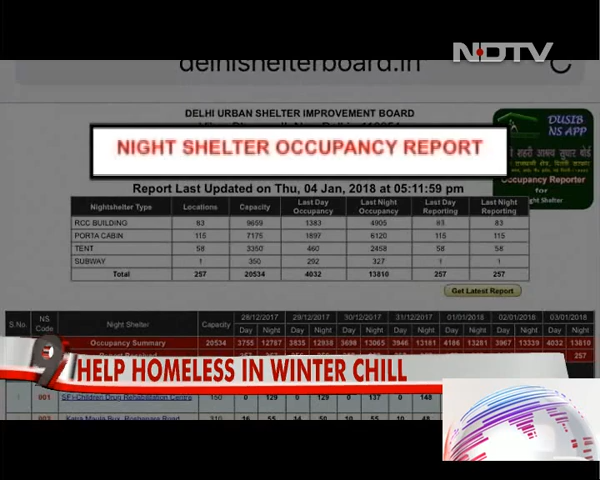 NDTV
delhishelterboard.in
DELHI URBAN SHELTER IMPROVEMENT BOARD
NIGHT SHELTER OCCUPANCY REPORT
DUSIB
NS APP
Occupancy Reporter
for
Night Shelter
Report Last Updated on Thu, 04 Jan, 2018 at 05:11:59 pm
Nightshelter Type Locations Capacity Last Day Occupancy Last Night Occupancy Last Day Reporting Last Night Reporting
RCC BUILDING 83 9659 1383 4905 83 83
PORTA CABIN 115 7175 1897 6120 115 115
TENT 58 3350 460 2458 58 58
SUBWAY 1 350 292 327 1 1
Total 257 20534 4032 13810 257 257
Get Latest Report
S.No. NS Code Night Shelter Capacity 28/12/2017 29/12/2017 30/12/2017 31/12/2017 01/01/2018 02/01/2018 03/01/2018
Day Night Day Night Day Night Day Night Day Night Day Night Day Night
Occupancy Summary 20534 3755 12787 3835 12938 3698 13065 3946 13181 4186 13281 3967 13339 4032 13810
257
9 HELP HOMELESS IN WINTER CHILL
1 001 SPI-Children Drug Rehabilitation Centre 150 0 129 0 129 0 137 0 148